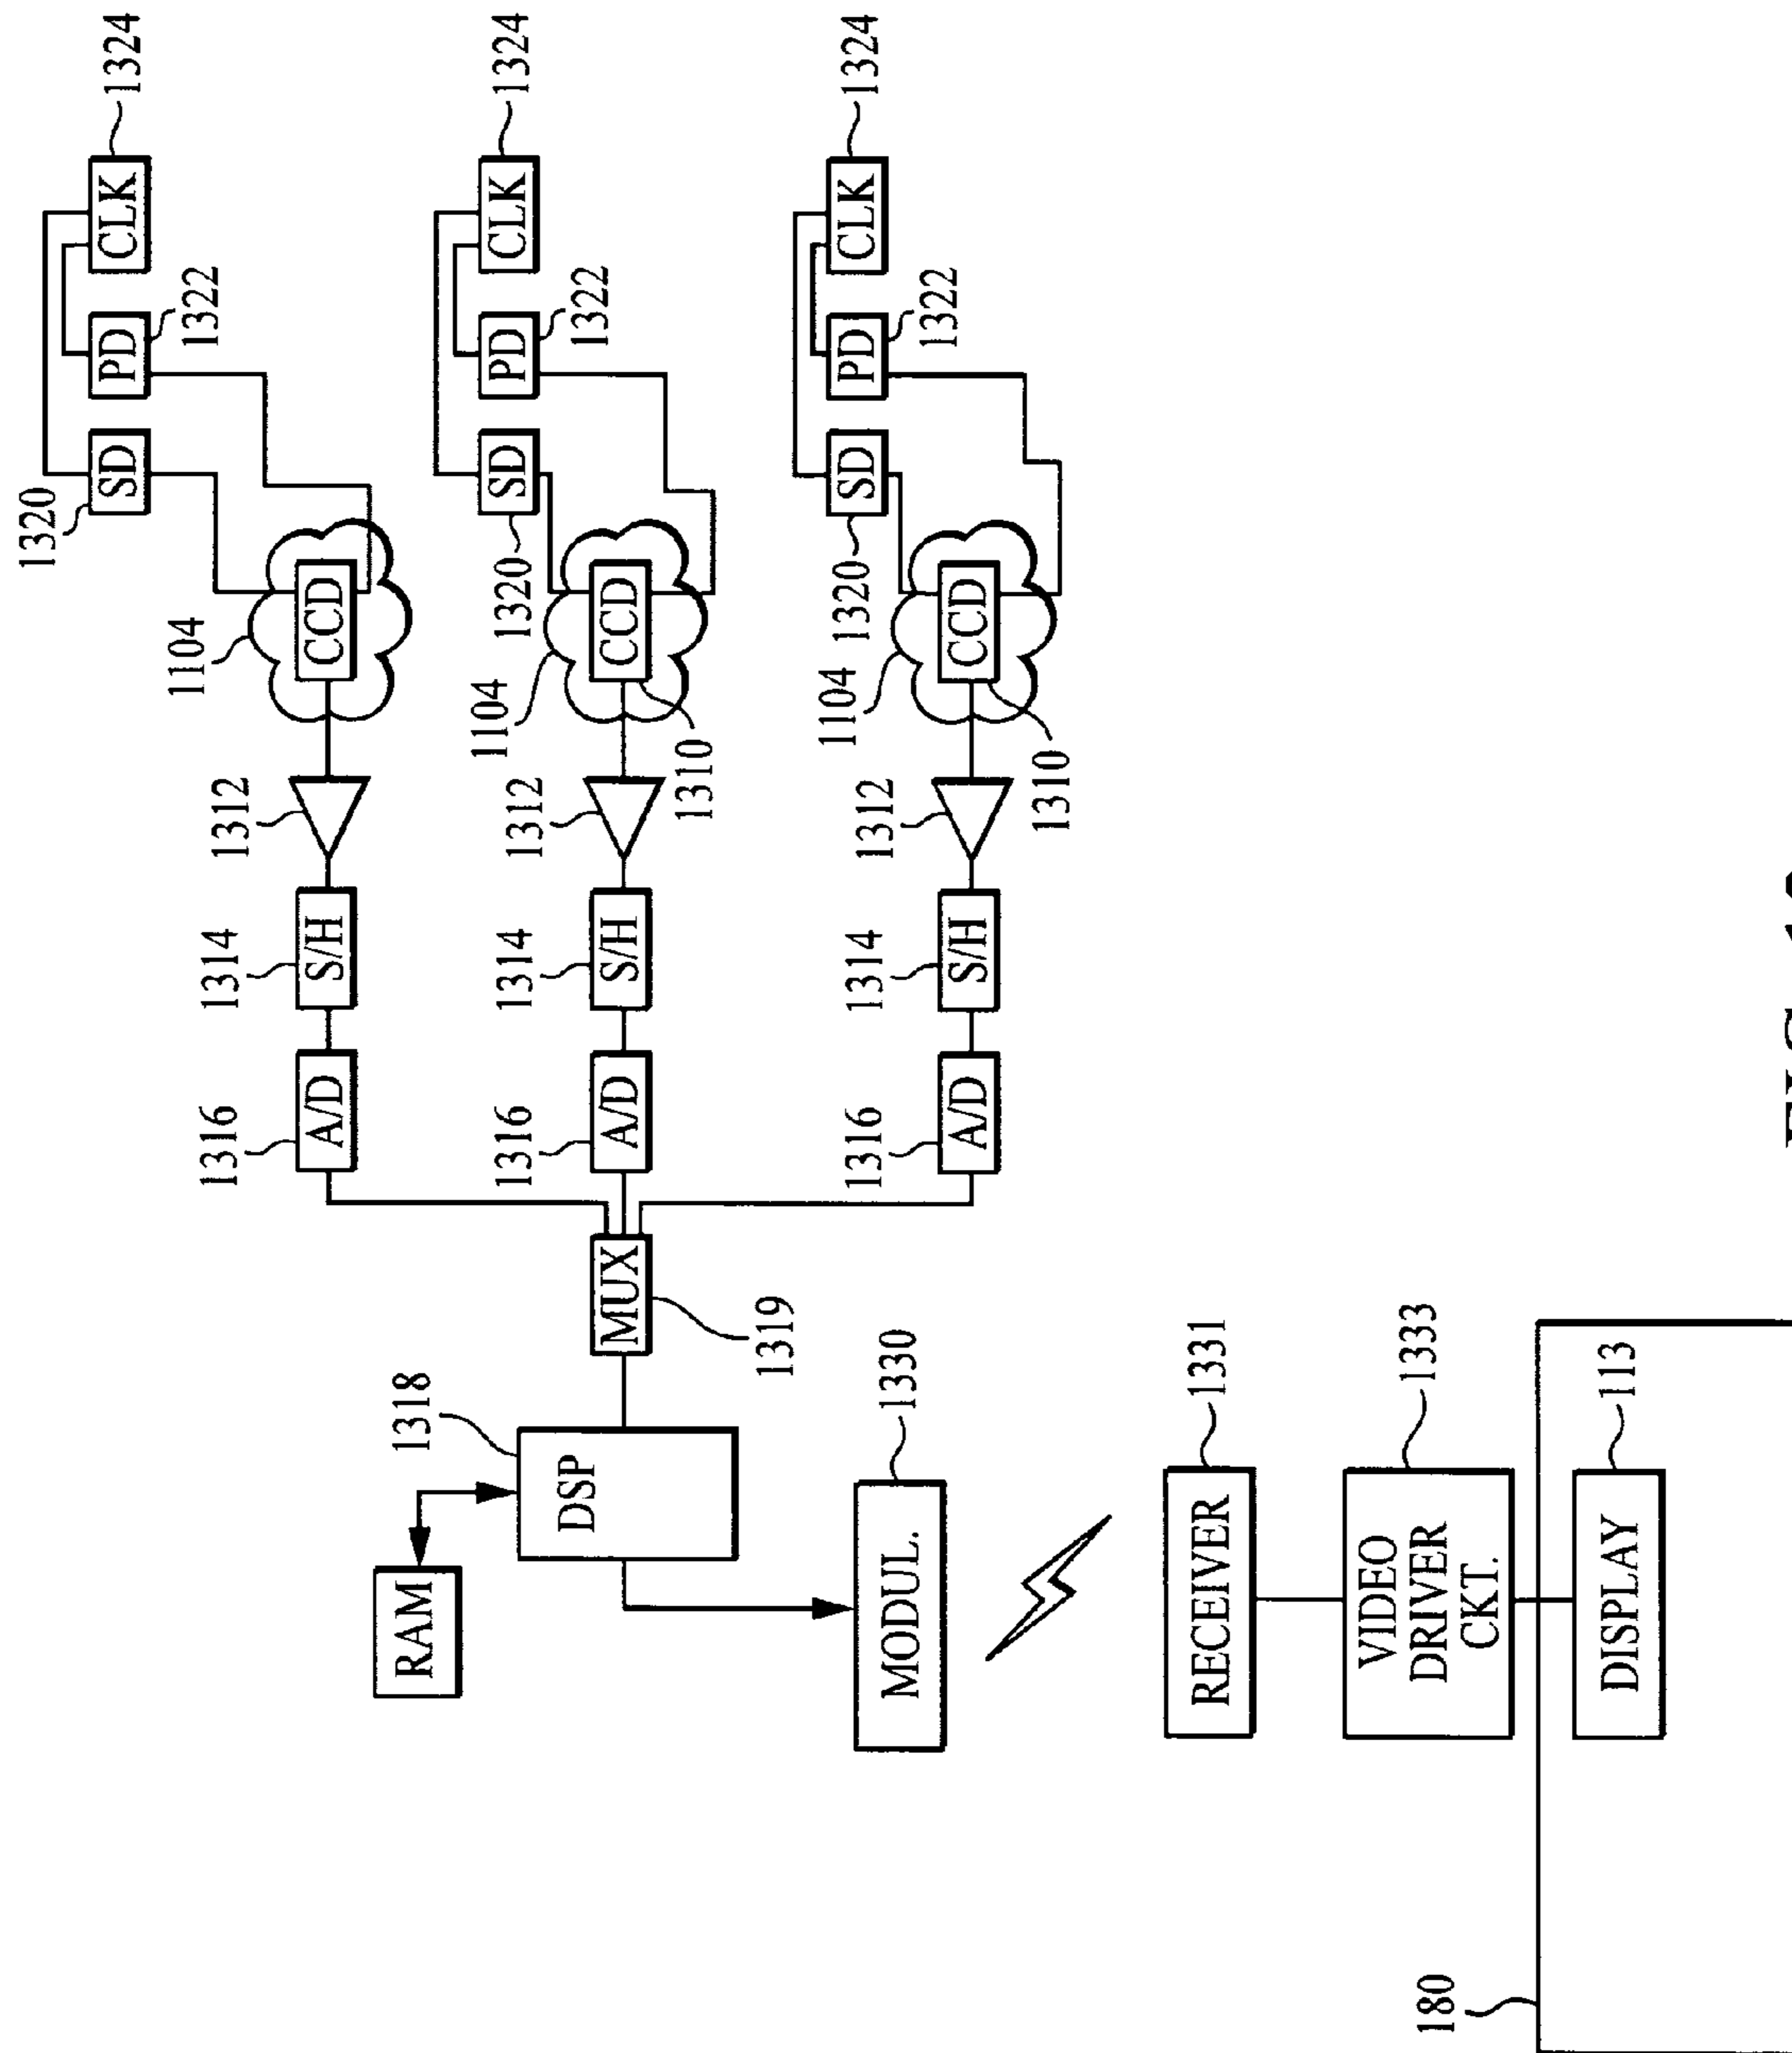 1320
SD
PD
CLK
1324
1104
1322
1316
1314
1312
A/D
S/H
CCD
RAM
1318
1316
1314
1312
1104
1320
SD
PD
CLK
1324
DSP
1322
MUX
A/D
S/H
CCD
1310
1319
1316
1314
1312
1104
1320
SD
PD
CLK
1324
MODUL.
1330
1322
A/D
S/H
CCD
1310
RECEIVER
1331
VIDEO
DRIVER
CKT.
1333
180
DISPLAY
113